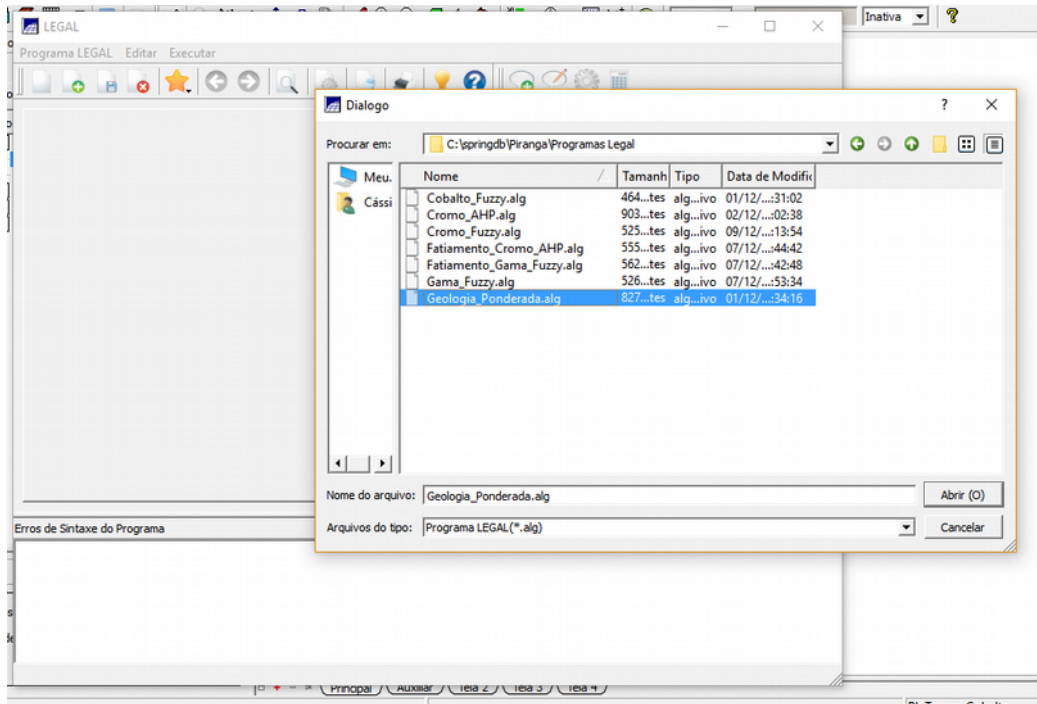 Inativa
LEGAL
Programa LEGAL Editar Executar
Dialogo
Procurar em: C:\springdb\Piranga\Programas Legal
Meu.
Cássi
Nome Tamanh Tipo Data de Modific
Cobalto_Fuzzy.alg 464...tes alg...ivo 01/12/...:31:02
Cromo_AHP.alg 903...tes alg...ivo 02/12/...:02:38
Cromo_Fuzzy.alg 525...tes alg...ivo 09/12/...:13:54
Fatiamento_Cromo_AHP.alg 555...tes alg...ivo 07/12/...:44:42
Fatiamento_Gama_Fuzzy.alg 562...tes alg...ivo 07/12/...:42:48
Gama_Fuzzy.alg 526...tes alg...ivo 07/12/...:53:34
Geologia_Ponderada.alg 827...tes alg...ivo 01/12/...:34:16
Nome do arquivo: Geologia_Ponderada.alg Abrir (O)
Arquivos do tipo: Programa LEGAL(*.alg) Cancelar
Erros de Sintaxe do Programa
Principal Auxiliar Tela 2 Tela 3 Tela 4